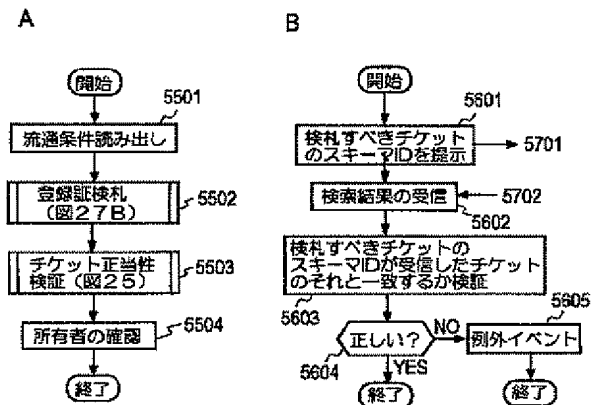 A
開始
5501
流通条件読み出し
登録証検札
(図27B)
5502
チケット正当性
検証(図25)
5503
所有者の確認
5504
終了
B
開始
5601
検札すべきチケット
のスキーマIDを提示
5701
検索結果の受信
5702
5602
検札すべきチケットの
スキーマIDが受信したチケット
のそれと一致するか検証
5603
正しい?
NO
5604
YES
5605
例外イベント
終了
終了